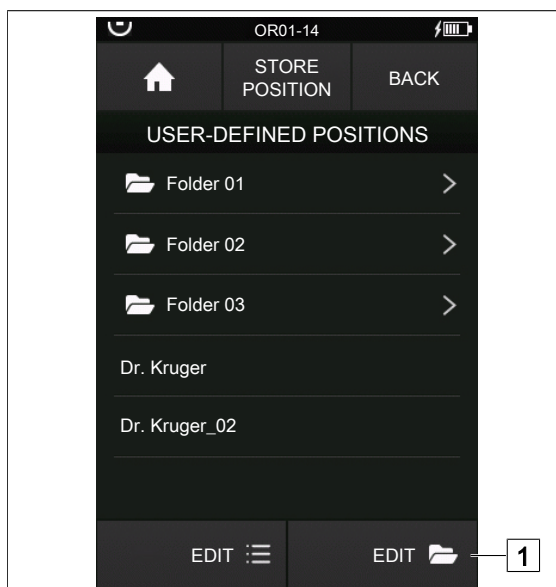 OR01-14
STORE
POSITION
BACK
USER-DEFINED POSITIONS
Folder 01
Folder 02
Folder 03
Dr. Kruger
Dr. Kruger_02
EDIT
EDIT
1